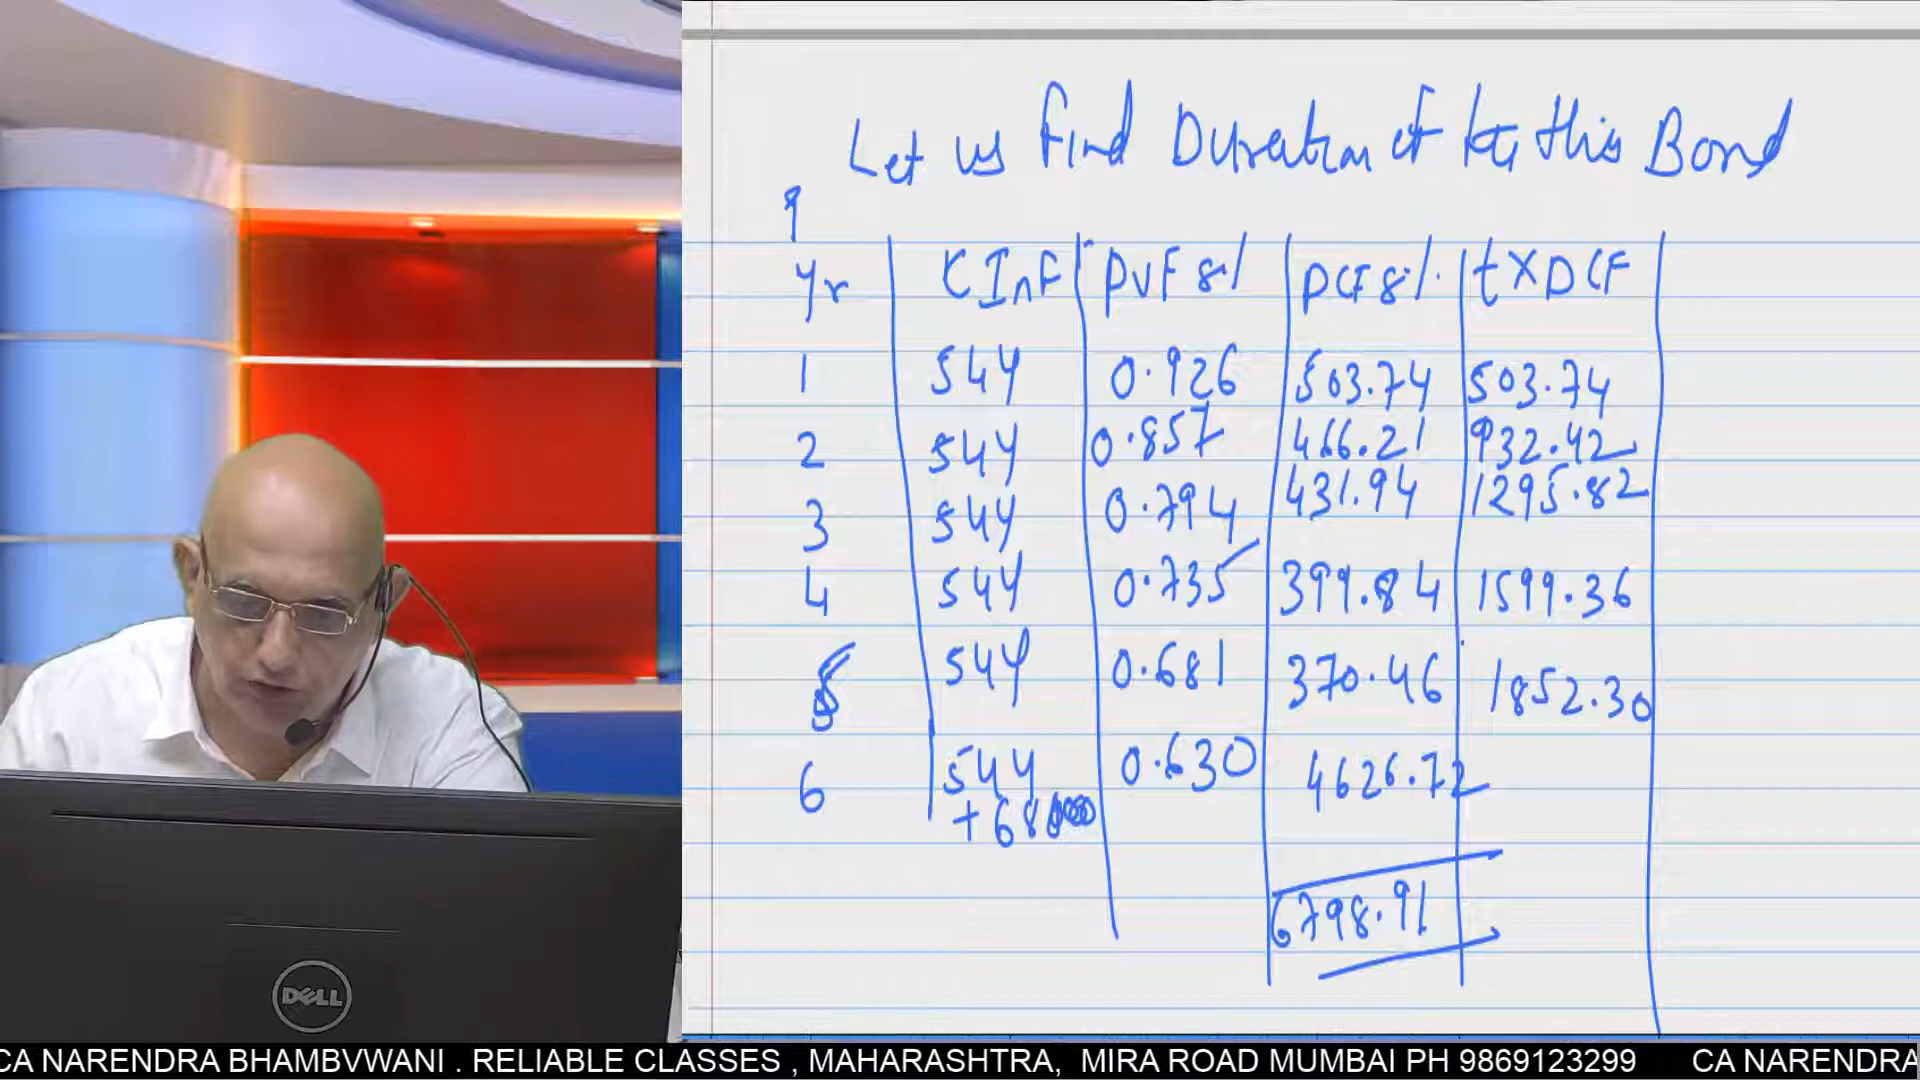 Let us find Duration of this Bond
Yr CInF PVF 8% DCF 8% tXDCF
1 544 0.926 503.74 503.74
2 544 0.857 466.21 932.42
3 544 0.794 431.94 1295.82
4 544 0.735 399.84 1599.36
5 544 0.681 370.46 1852.30
6 544 0.630 4626.72
+6800
6798.91
DELL
CA NARENDRA BHAMBVWANI . RELIABLE CLASSES , MAHARASHTRA, MIRA ROAD MUMBAI PH 9869123299 CA NARENDRA